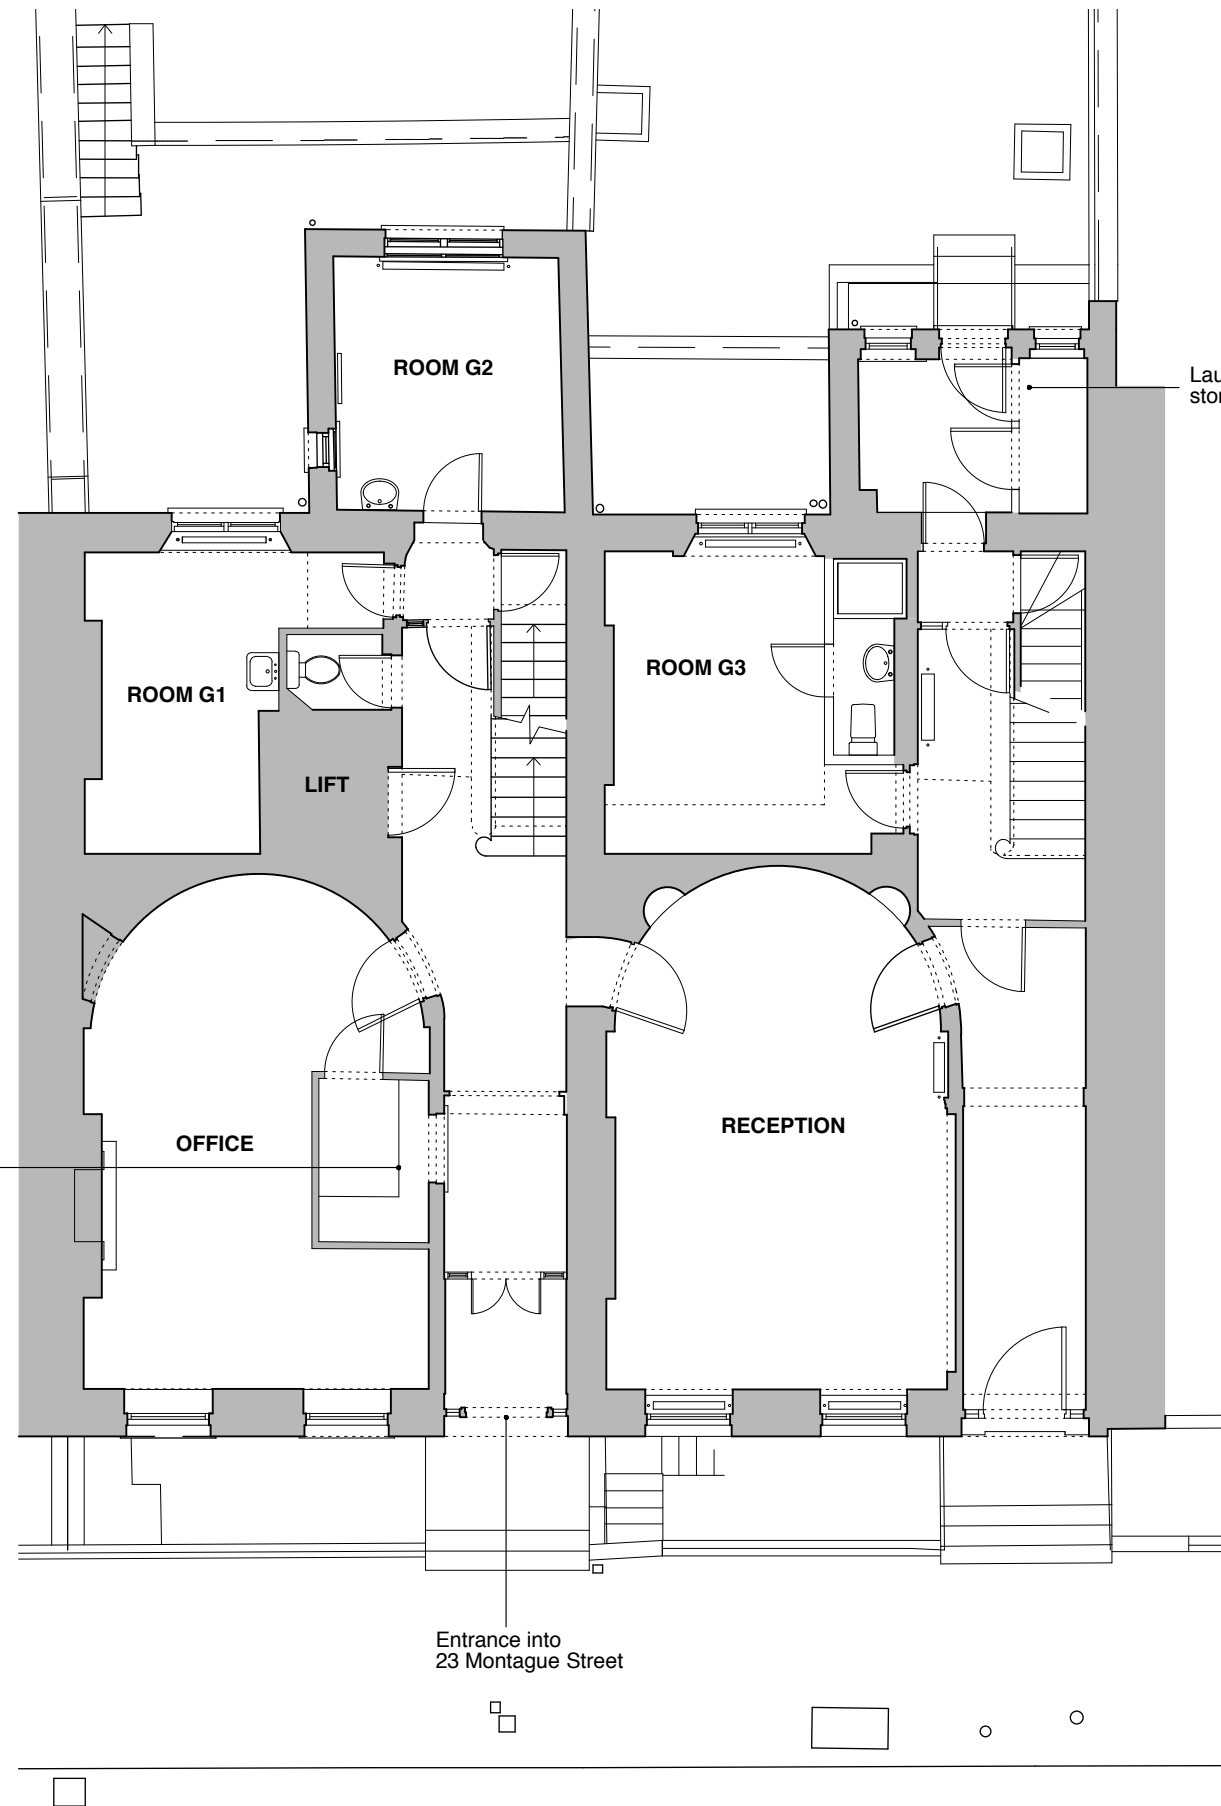 ROOM G2
ROOM G3
ROOM G1
LIFT
RECEPTION
OFFICE
Entrance into
23 Montague Street